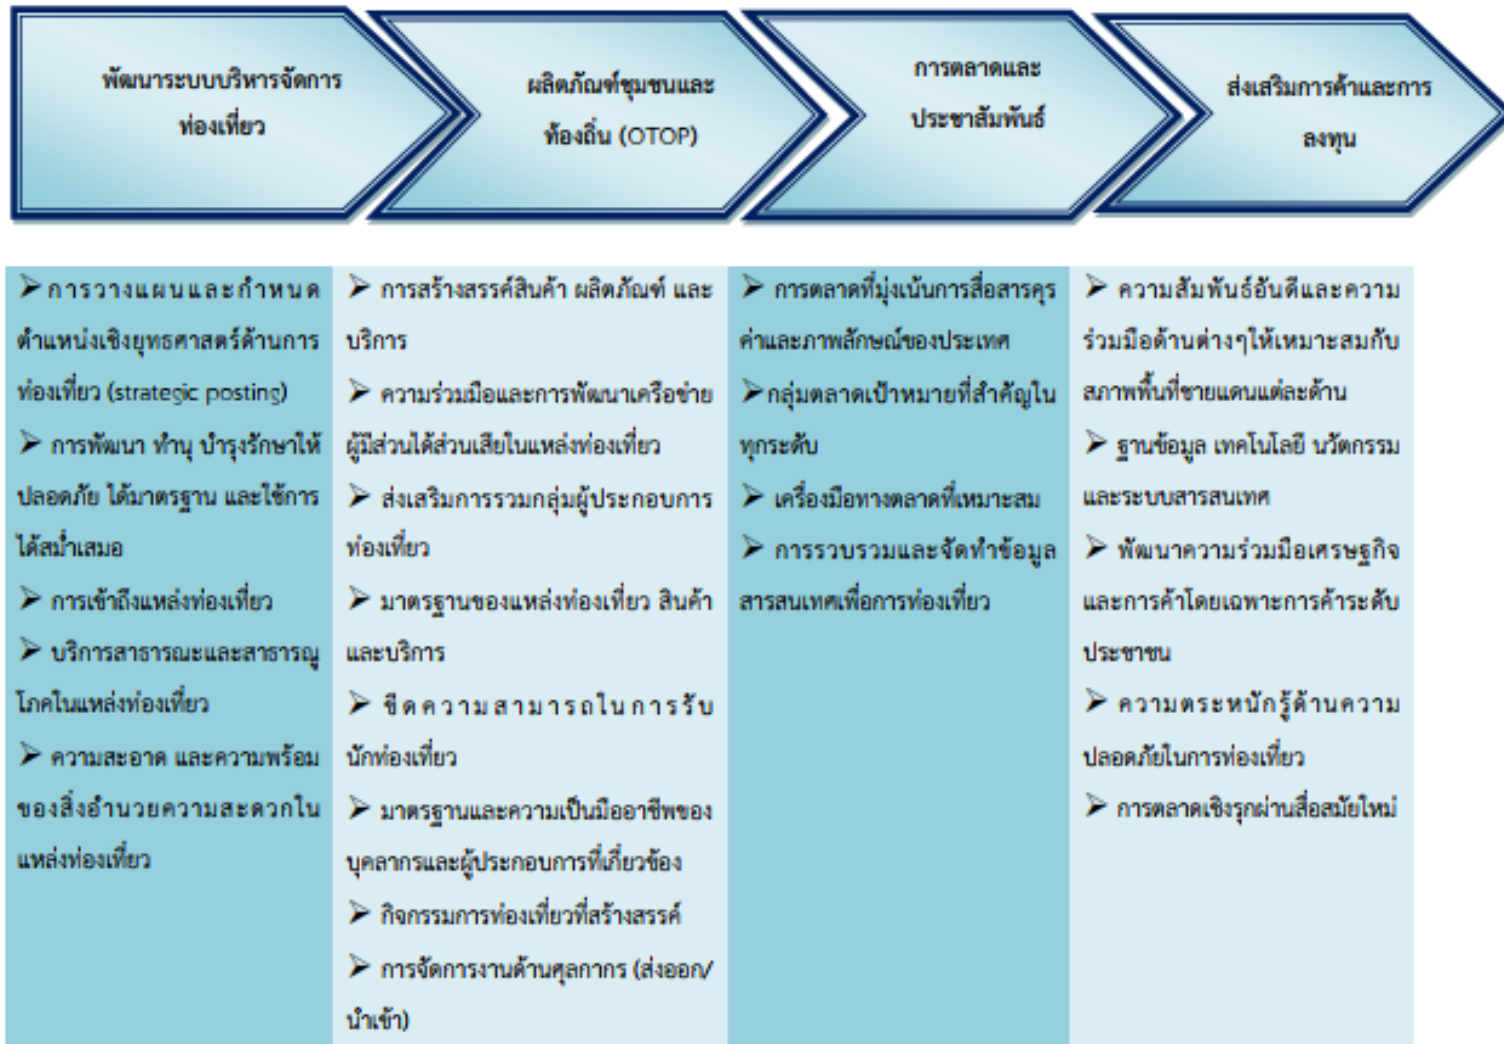 พัฒนาระบบบริหารจัดการ
ท่องเที่ยว
ผลิตภัณฑ์ชุมชนและ
ท้องถิ่น (OTOP)
การตลาดและ
ประชาสัมพันธ์
ส่งเสริมการค้าและการ
ลงทุน
➢ การวางแผนและกำหนด
ตำแหน่งเชิงยุทธศาสตร์ด้านการ
ท่องเที่ยว (strategic posting)
➢ การพัฒนา ทำนุ บำรุงรักษาให้
ปลอดภัย ได้มาตรฐาน และใช้การ
ได้สม่ำเสมอ
➢ การเข้าถึงแหล่งท่องเที่ยว
➢ บริการสาธารณะและสาธารณู
โภคในแหล่งท่องเที่ยว
➢ ความสะอาด และความพร้อม
ของสิ่งอำนวยความสะดวกใน
แหล่งท่องเที่ยว
➢ การสร้างสรรค์สินค้า ผลิตภัณฑ์ และ
บริการ
➢ ความร่วมมือและการพัฒนาเครือข่าย
ผู้มีส่วนได้ส่วนเสียในแหล่งท่องเที่ยว
➢ ส่งเสริมการรวมกลุ่มผู้ประกอบการ
ท่องเที่ยว
➢ มาตรฐานของแหล่งท่องเที่ยว สินค้า
และบริการ
➢ ขีดความสามารถในการรับ
นักท่องเที่ยว
➢ มาตรฐานและความเป็นมืออาชีพของ
บุคลากรและผู้ประกอบการที่เกี่ยวข้อง
➢ กิจกรรมการท่องเที่ยวที่สร้างสรรค์
➢ การจัดการงานด้านศุลกากร (ส่งออก/
นำเข้า)
➢ การตลาดที่มุ่งเน้นการสื่อสารคุร
ค่าและภาพลักษณ์ของประเทศ
➢ กลุ่มตลาดเป้าหมายที่สำคัญใน
ทุกระดับ
➢ เครื่องมือทางตลาดที่เหมาะสม
➢ การรวบรวมและจัดทำข้อมูล
สารสนเทศเพื่อการท่องเที่ยว
➢ ความสัมพันธ์อันดีและความ
ร่วมมือด้านต่างๆให้เหมาะสมกับ
สภาพพื้นที่ชายแดนแต่ละด้าน
➢ ฐานข้อมูล เทคโนโลยี นวัตกรรม
และระบบสารสนเทศ
➢ พัฒนาความร่วมมือเศรษฐกิจ
และการค้าโดยเฉพาะการค้าระดับ
ประชาชน
➢ ความตระหนักรู้ด้านความ
ปลอดภัยในการท่องเที่ยว
➢ การตลาดเชิงรุกผ่านสื่อสมัยใหม่